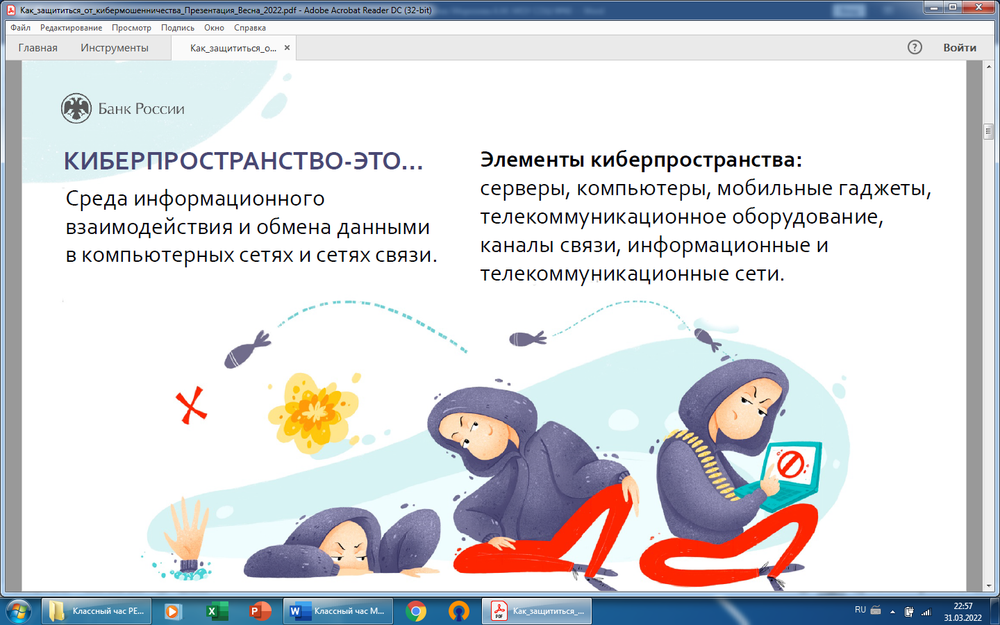 Как_защититься_от_кибермошенничества_Презентация_Весна_2022.pdf - Adobe Acrobat Reader DC (32-bit)
Файл Редактирование Просмотр Подпись Окно Справка
Главная Инструменты Как_защититься_о... × ? Войти
Банк России
КИБЕРПРОСТРАНСТВО-ЭТО...
Среда информационного
взаимодействия и обмена данными
в компьютерных сетях и сетях связи.
Элементы киберпространства:
серверы, компьютеры, мобильные гаджеты,
телекоммуникационное оборудование,
каналы связи, информационные и
телекоммуникационные сети.
Классный час РЕ... Классный час М... Как_защититься_... RU 22:57
31.03.2022